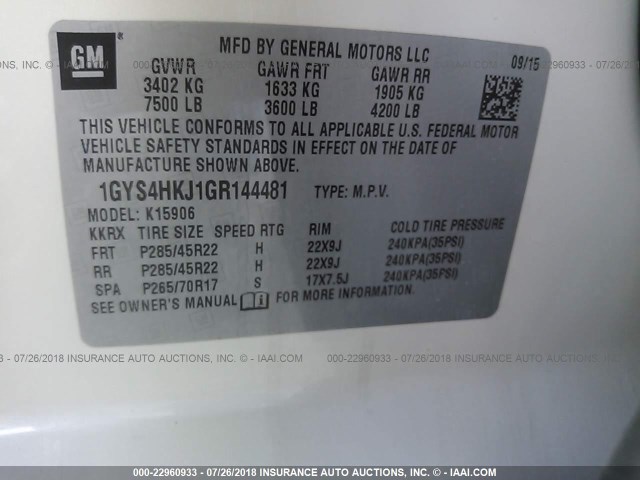 GM
MFD BY GENERAL MOTORS LLC
09/15
GVWR GAWR FRT GAWR RR
3402 KG 1633 KG 1905 KG
7500 LB 3600 LB 4200 LB
THIS VEHICLE CONFORMS TO ALL APPLICABLE U.S. FEDERAL MOTOR
VEHICLE SAFETY STANDARDS IN EFFECT ON THE DATE OF
MANUFACTURE SHOWN ABOVE.
1GYS4HKJ1GR144481 TYPE: M.P.V.
MODEL: K15906
KKRX TIRE SIZE SPEED RTG RIM COLD TIRE PRESSURE
FRT P285/45R22 H 22X9J 240KPA(35PSI)
RR P285/45R22 H 22X9J 240KPA(35PSI)
SPA P265/70R17 S 17X7.5J 240KPA(35PSI)
SEE OWNER'S MANUAL FOR MORE INFORMATION.
000-22960933 - 07/26/2018 INSURANCE AUTO AUCTIONS, INC. - © IAAI.COM